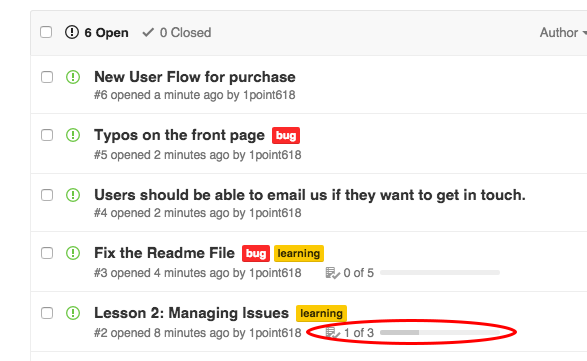 6 Open 0 Closed Author
New User Flow for purchase
#6 opened a minute ago by 1point618
Typos on the front page bug
#5 opened 2 minutes ago by 1point618
Users should be able to email us if they want to get in touch.
#4 opened 2 minutes ago by 1point618
Fix the Readme File bug learning
#3 opened 4 minutes ago by 1point618 0 of 5
Lesson 2: Managing Issues learning
#2 opened 8 minutes ago by 1point618 1 of 3